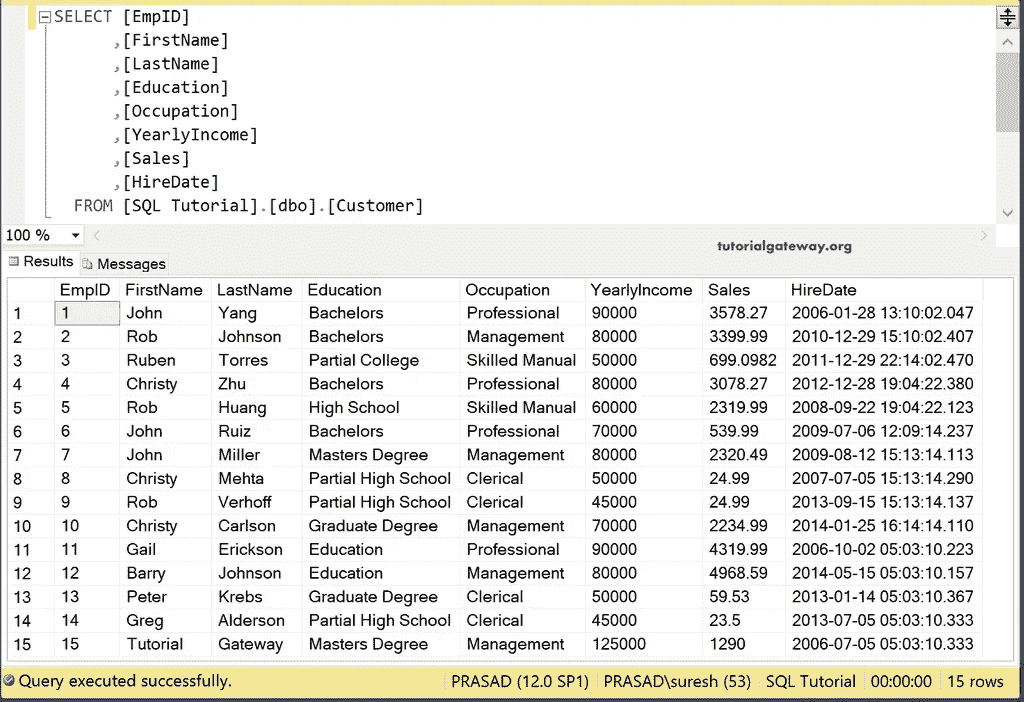 SELECT [EmpID]
,[FirstName]
,[LastName]
,[Education]
,[Occupation]
,[YearlyIncome]
,[Sales]
,[HireDate]
FROM [SQL Tutorial].[dbo].[Customer]
100 %
tutorialgateway.org
Results Messages
EmpID FirstName LastName Education Occupation YearlyIncome Sales HireDate
1 1 John Yang Bachelors Professional 90000 3578.27 2006-01-28 13:10:02.047
2 2 Rob Johnson Bachelors Management 80000 3399.99 2010-12-29 15:10:02.407
3 3 Ruben Torres Partial College Skilled Manual 50000 699.0982 2011-12-29 22:14:02.470
4 4 Christy Zhu Bachelors Professional 80000 3078.27 2012-12-28 19:04:22.380
5 5 Rob Huang High School Skilled Manual 60000 2319.99 2008-09-22 19:04:22.123
6 6 John Ruiz Bachelors Professional 70000 539.99 2009-07-06 12:09:14.237
7 7 John Miller Masters Degree Management 80000 2320.49 2009-08-12 15:13:14.113
8 8 Christy Mehta Partial High School Clerical 50000 24.99 2007-07-05 15:13:14.290
9 9 Rob Verhoff Partial High School Clerical 45000 24.99 2013-09-15 15:13:14.137
10 10 Christy Carlson Graduate Degree Management 70000 2234.99 2014-01-25 16:14:14.110
11 11 Gail Erickson Education Professional 90000 4319.99 2006-10-02 05:03:10.223
12 12 Barry Johnson Education Management 80000 4968.59 2014-05-15 05:03:10.157
13 13 Peter Krebs Graduate Degree Clerical 50000 59.53 2013-01-14 05:03:10.367
14 14 Greg Alderson Partial High School Clerical 45000 23.5 2013-07-05 05:03:10.333
15 15 Tutorial Gateway Masters Degree Management 125000 1290 2006-07-05 05:03:10.333
Query executed successfully. PRASAD (12.0 SP1) PRASAD\suresh (53) SQL Tutorial 00:00:00 15 rows